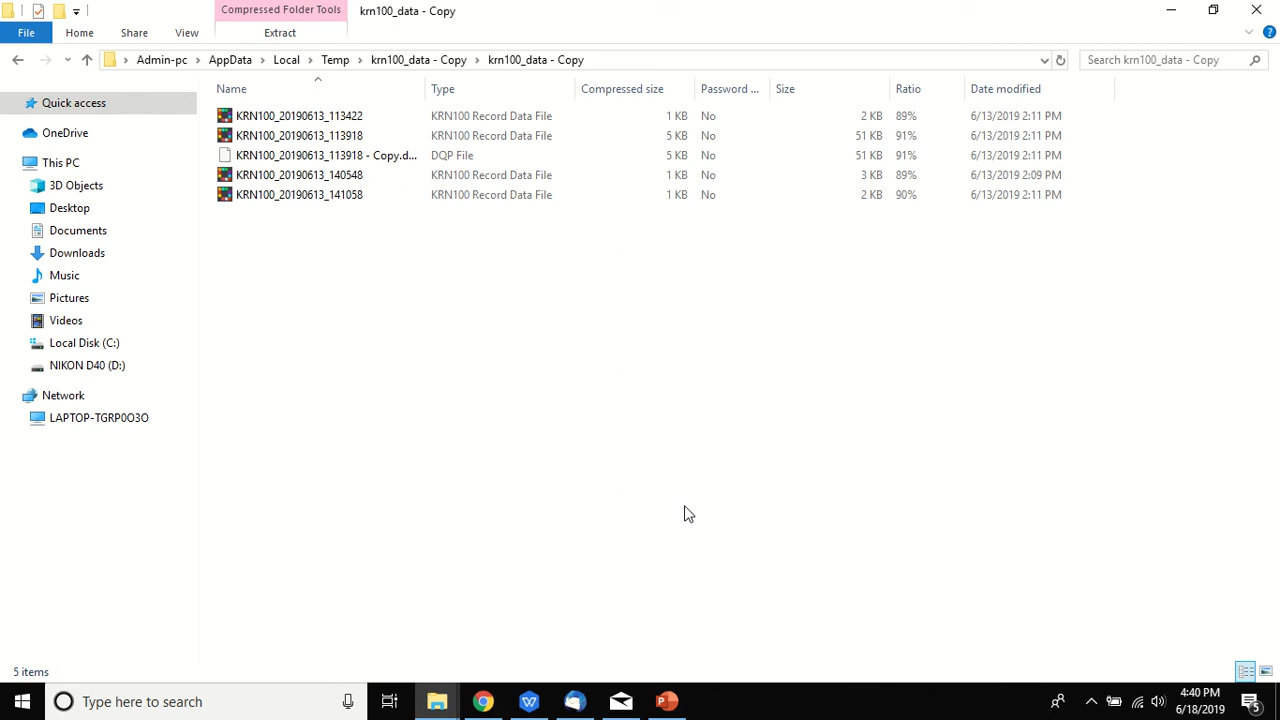 Compressed Folder Tools krn100_data - Copy
File Home Share View Extract
Admin-pc AppData Local Temp krn100_data - Copy krn100_data - Copy Search krn100_data - Copy
Name Type Compressed size Password ... Size Ratio Date modified
KRN100_20190613_113422 KRN100 Record Data File 1 KB No 2 KB 89% 6/13/2019 2:11 PM
KRN100_20190613_113918 KRN100 Record Data File 5 KB No 51 KB 91% 6/13/2019 2:11 PM
KRN100_20190613_113918 - Copy.d... DQP File 5 KB No 51 KB 91% 6/13/2019 2:11 PM
KRN100_20190613_140548 KRN100 Record Data File 1 KB No 3 KB 89% 6/13/2019 2:09 PM
KRN100_20190613_141058 KRN100 Record Data File 1 KB No 2 KB 90% 6/13/2019 2:11 PM
Quick access
OneDrive
This PC
3D Objects
Desktop
Documents
Downloads
Music
Pictures
Videos
Local Disk (C:)
NIKON D40 (D:)
Network
LAPTOP-TGRP0O3O
5 items
Type here to search
4:40 PM
6/18/2019
5